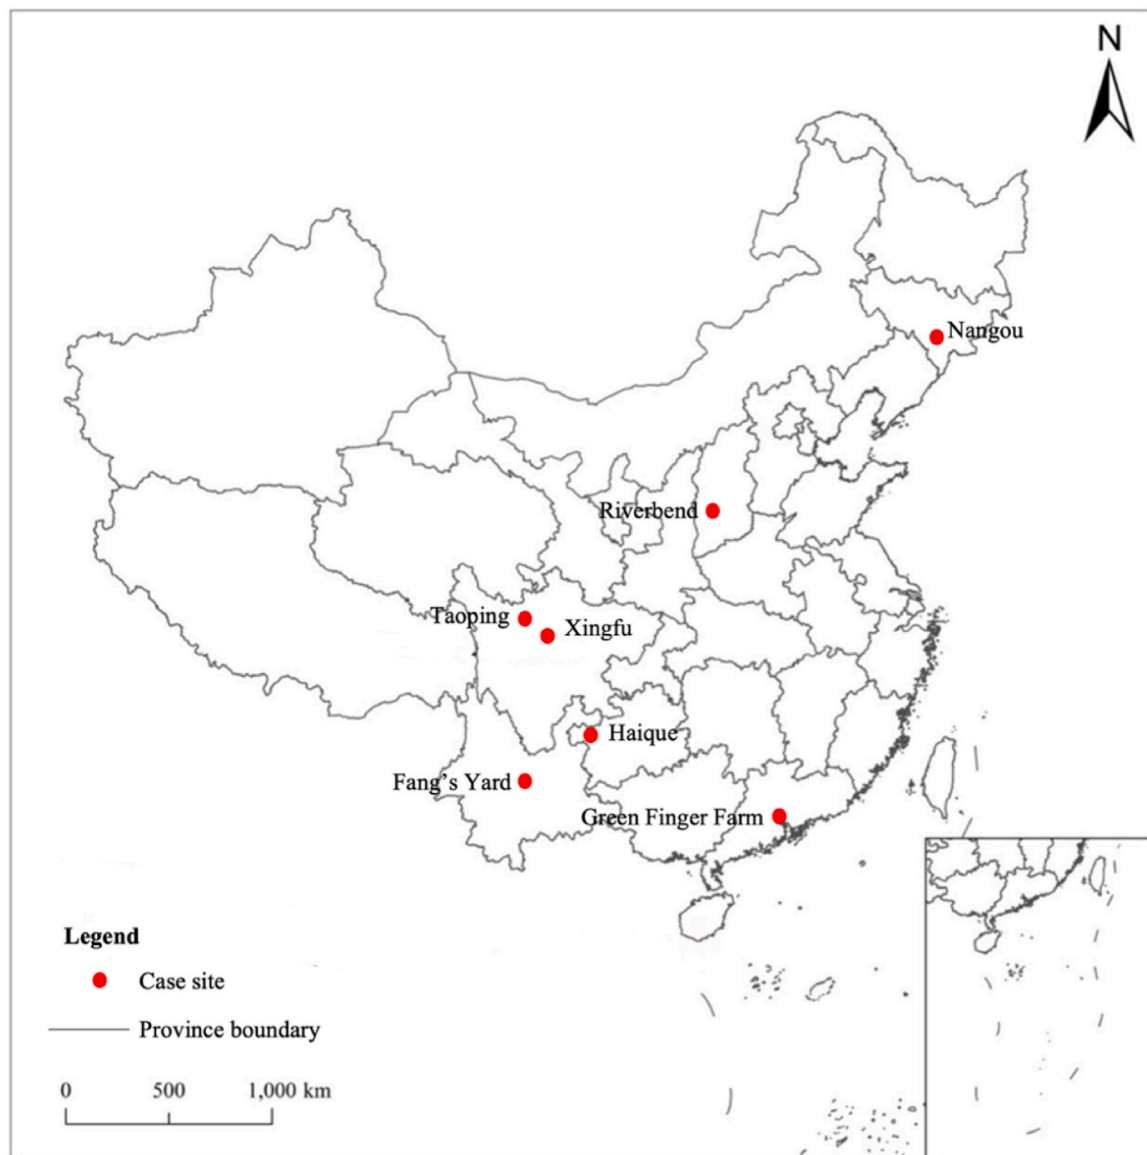 N
Nangou
Riverbend
Taoping
Xingfu
Haique
Fang’s Yard
Green Finger Farm
Legend
Case site
Province boundary
0 500 1,000 km